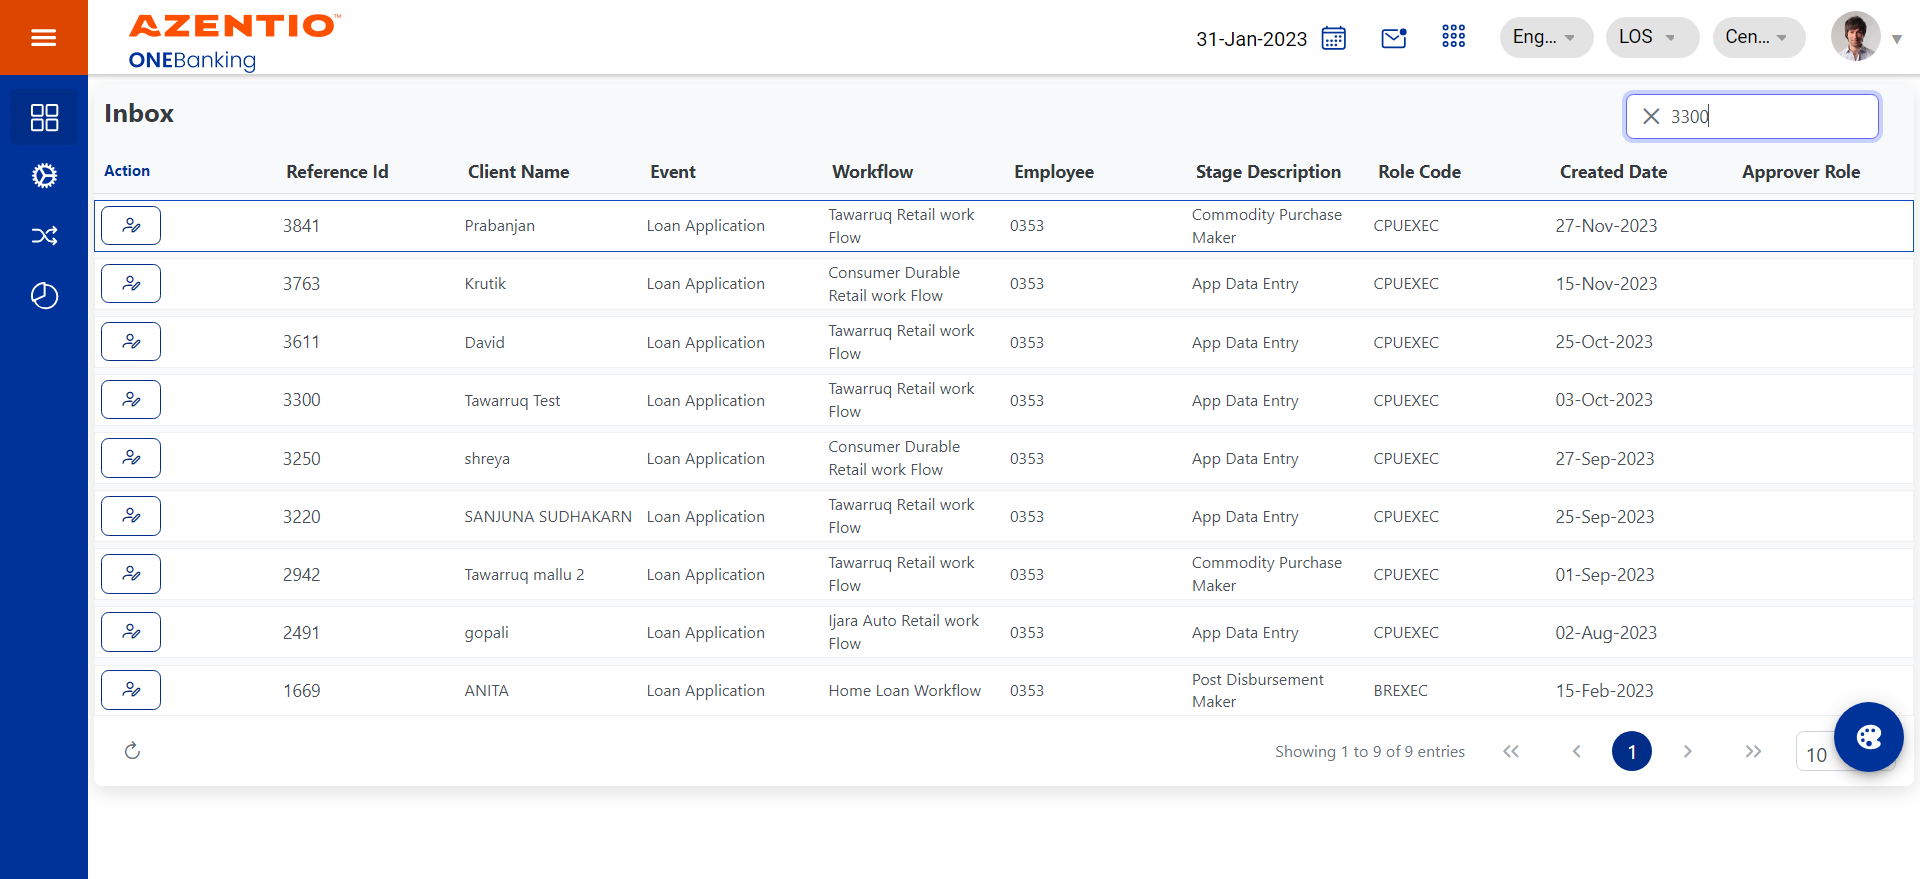 AZENTIO™
ONEBanking
31-Jan-2023
Eng...
LOS
Cen...
Inbox
3300
Action Reference Id Client Name Event Workflow Employee Stage Description Role Code Created Date Approver Role
3841 Prabanjan Loan Application Tawarruq Retail work Flow 0353 Commodity Purchase Maker CPUEXEC 27-Nov-2023
3763 Krutik Loan Application Consumer Durable Retail work Flow 0353 App Data Entry CPUEXEC 15-Nov-2023
3611 David Loan Application Tawarruq Retail work Flow 0353 App Data Entry CPUEXEC 25-Oct-2023
3300 Tawarruq Test Loan Application Tawarruq Retail work Flow 0353 App Data Entry CPUEXEC 03-Oct-2023
3250 shreya Loan Application Consumer Durable Retail work Flow 0353 App Data Entry CPUEXEC 27-Sep-2023
3220 SANJUNA SUDHAKARN Loan Application Tawarruq Retail work Flow 0353 App Data Entry CPUEXEC 25-Sep-2023
2942 Tawarruq mallu 2 Loan Application Tawarruq Retail work Flow 0353 Commodity Purchase Maker CPUEXEC 01-Sep-2023
2491 gopali Loan Application Ijara Auto Retail work Flow 0353 App Data Entry CPUEXEC 02-Aug-2023
1669 ANITA Loan Application Home Loan Workflow 0353 Post Disbursement Maker BREXEC 15-Feb-2023
Showing 1 to 9 of 9 entries
1
10